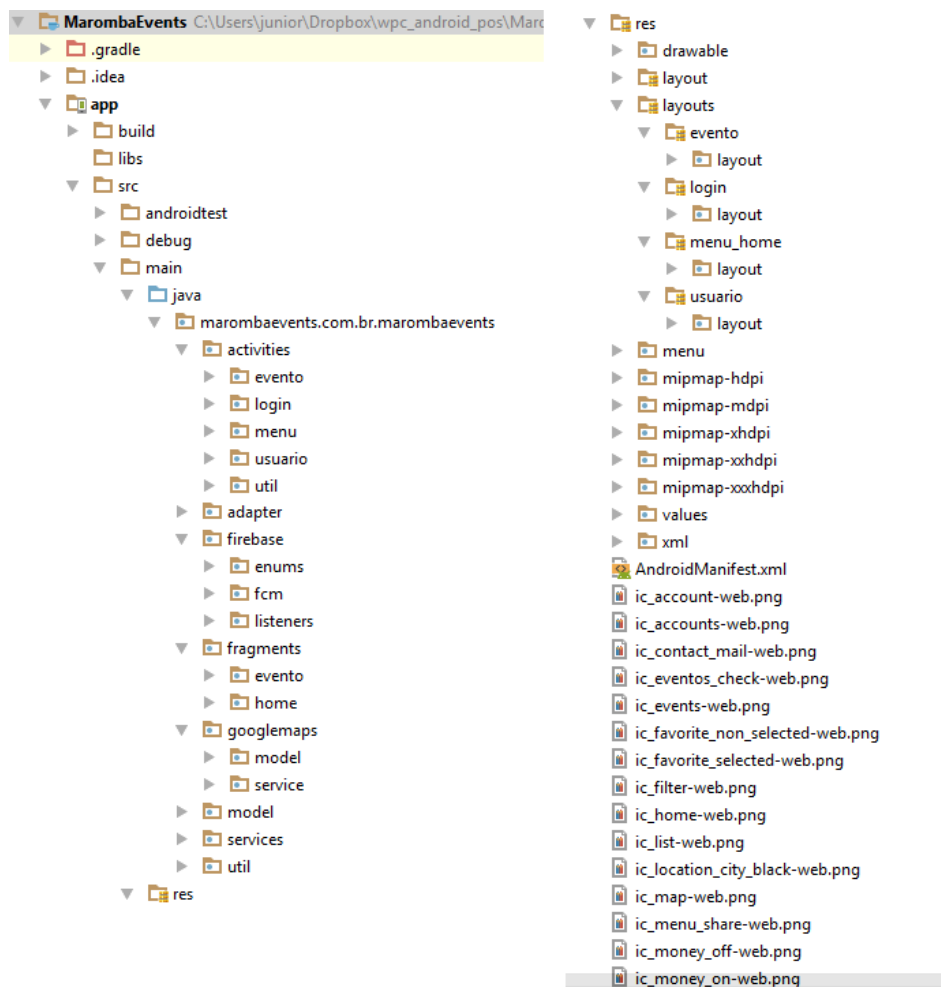 MarombaEvents C:\Users\junior\Dropbox\wpc_android_pos\Maro
.gradle
.idea
app
build
libs
src
androidtest
debug
main
java
marombaevents.com.br.marombaevents
activities
evento
login
menu
usuario
util
adapter
firebase
enums
fcm
listeners
fragments
evento
home
googlemaps
model
service
model
services
util
res
res
drawable
layout
layouts
evento
layout
login
layout
menu_home
layout
usuario
layout
menu
mipmap-hdpi
mipmap-mdpi
mipmap-xhdpi
mipmap-xxhdpi
mipmap-xxxhdpi
values
xml
AndroidManifest.xml
ic_account-web.png
ic_accounts-web.png
ic_contact_mail-web.png
ic_eventos_check-web.png
ic_events-web.png
ic_favorite_non_selected-web.png
ic_favorite_selected-web.png
ic_filter-web.png
ic_home-web.png
ic_list-web.png
ic_location_city_black-web.png
ic_map-web.png
ic_menu_share-web.png
ic_money_off-web.png
ic_money_on-web.png